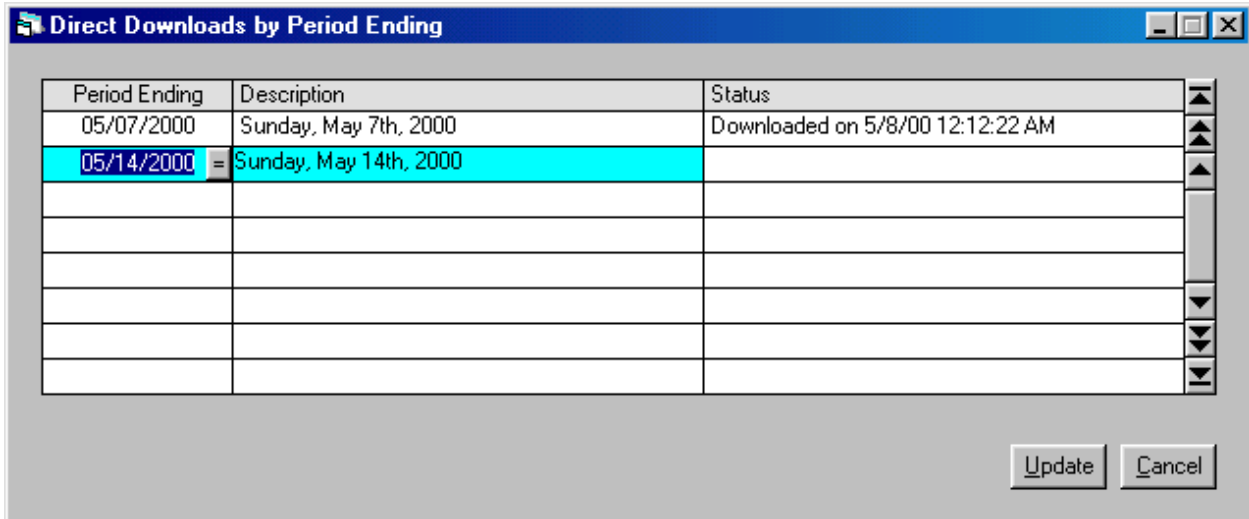 Direct Downloads by Period Ending
Period Ending Description Status
05/07/2000 Sunday, May 7th, 2000 Downloaded on 5/8/00 12:12:22 AM
05/14/2000 = Sunday, May 14th, 2000
Update Cancel